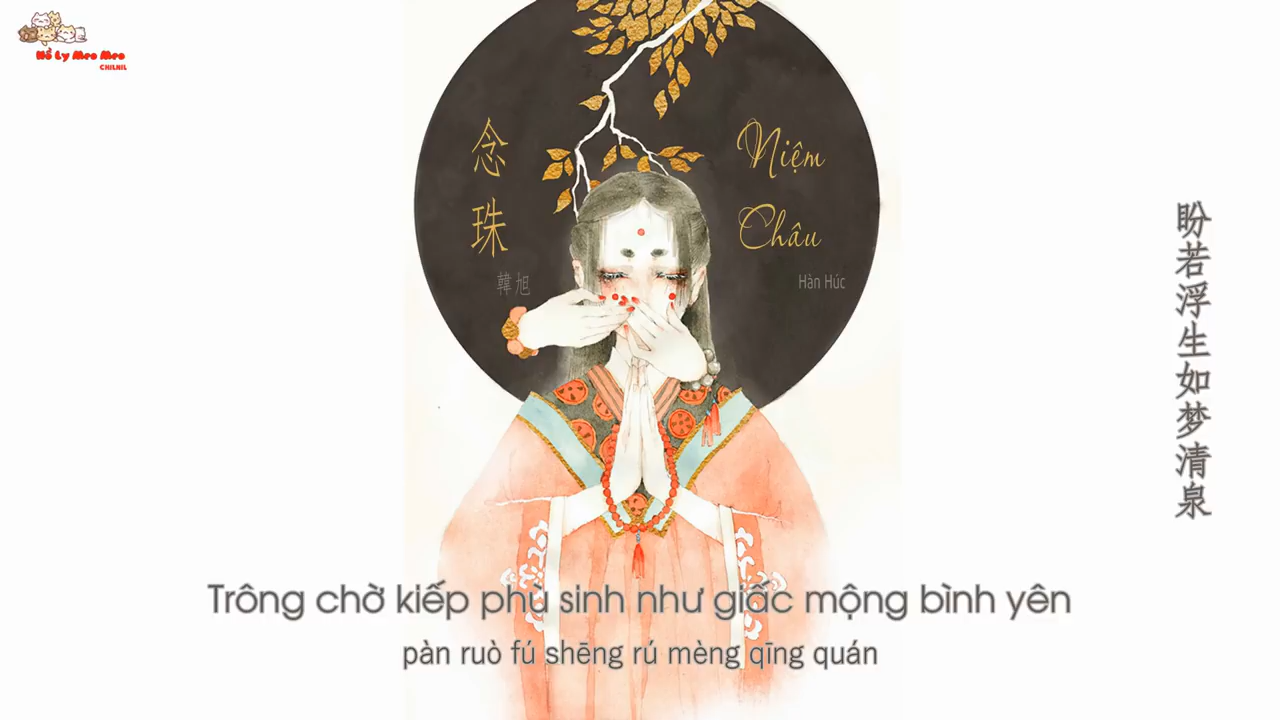 Hồ Ly Meo Meo
CHILHIL
念珠
韓旭
Niệm
Châu
Hàn Húc
盼若浮生如梦清泉
Trông chờ kiếp phù sinh như giấc mộng bình yên
pàn ruò fú shēng rú mèng qīng quán